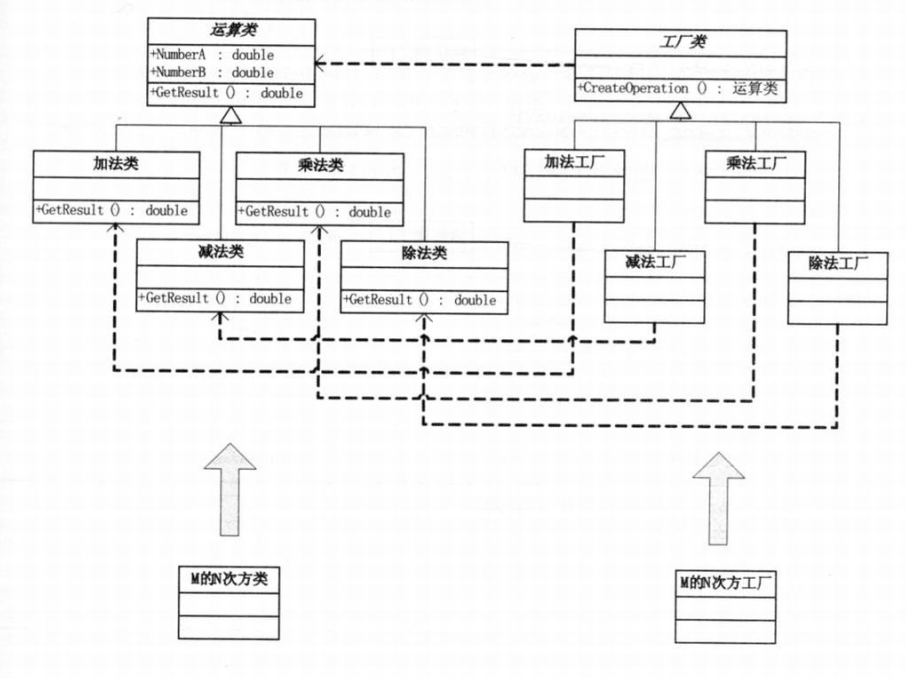 运算类
+NumberA : double
+NumberB : double
+GetResult () : double
工厂类
+CreateOperation () : 运算类
加法类
+GetResult () : double
乘法类
+GetResult () : double
加法工厂
乘法工厂
减法类
+GetResult () : double
除法类
+GetResult () : double
减法工厂
除法工厂
M的N次方类
M的N次方工厂